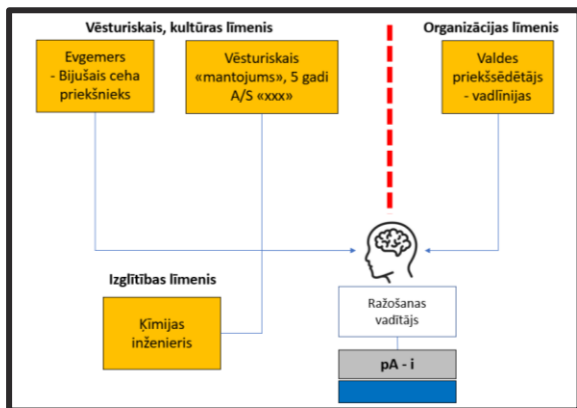 Vēsturiskais, kultūras līmenis
Organizācijas līmenis
Evgemers
- Bijušais ceha
priekšnieks
Vēsturiskais
«mantojums», 5 gadi
A/S «xxx»
Valdes
priekšsēdētājs
- vadlīnijas
Izglītības līmenis
Ķīmijas
inženieris
Ražošanas
vadītājs
pA - i